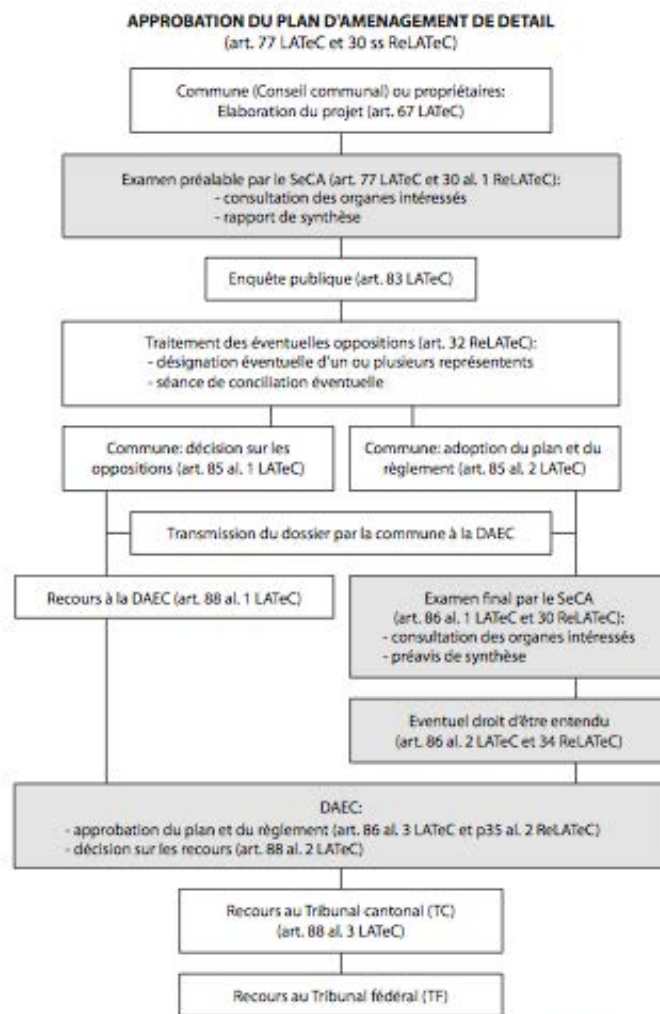 APPROBATION DU PLAN D'AMENAGEMENT DE DETAIL
(art. 77 LATeC et 30 ss ReLATeC)
Commune (Conseil communal) ou propriétaires:
Elaboration du projet (art. 67 LATeC)
Examen préalable par le SeCA (art. 77 LATeC et 30 al. 1 ReLATeC):
- consultation des organes intéressés
- rapport de synthèse
Enquête publique (art. 83 LATeC)
Traitement des éventuelles oppositions (art. 32 ReLATeC):
- désignation éventuelle d'un ou plusieurs représentents
- séance de conciliation éventuelle
Commune: décision sur les
oppositions (art. 85 al. 1 LATeC)
Commune: adoption du plan et du
règlement (art. 85 al. 2 LATeC)
Transmission du dossier par la commune à la DAEC
Recours à la DAEC (art. 88 al. 1 LATeC)
Examen final par le SeCA
(art. 86 al. 1 LATeC et 30 ReLATeC):
- consultation des organes intéressés
- préavis de synthèse
Eventuel droit d'être entendu
(art. 86 al. 2 LATeC et 34 ReLATeC)
DAEC:
- approbation du plan et du règlement (art. 86 al. 3 LATeC et p35 al. 2 ReLATeC)
- décision sur les recours (art. 88 al. 2 LATeC)
Recours au Tribunal cantonal (TC)
(art. 88 al. 3 LATeC)
Recours au Tribunal fédéral (TF)